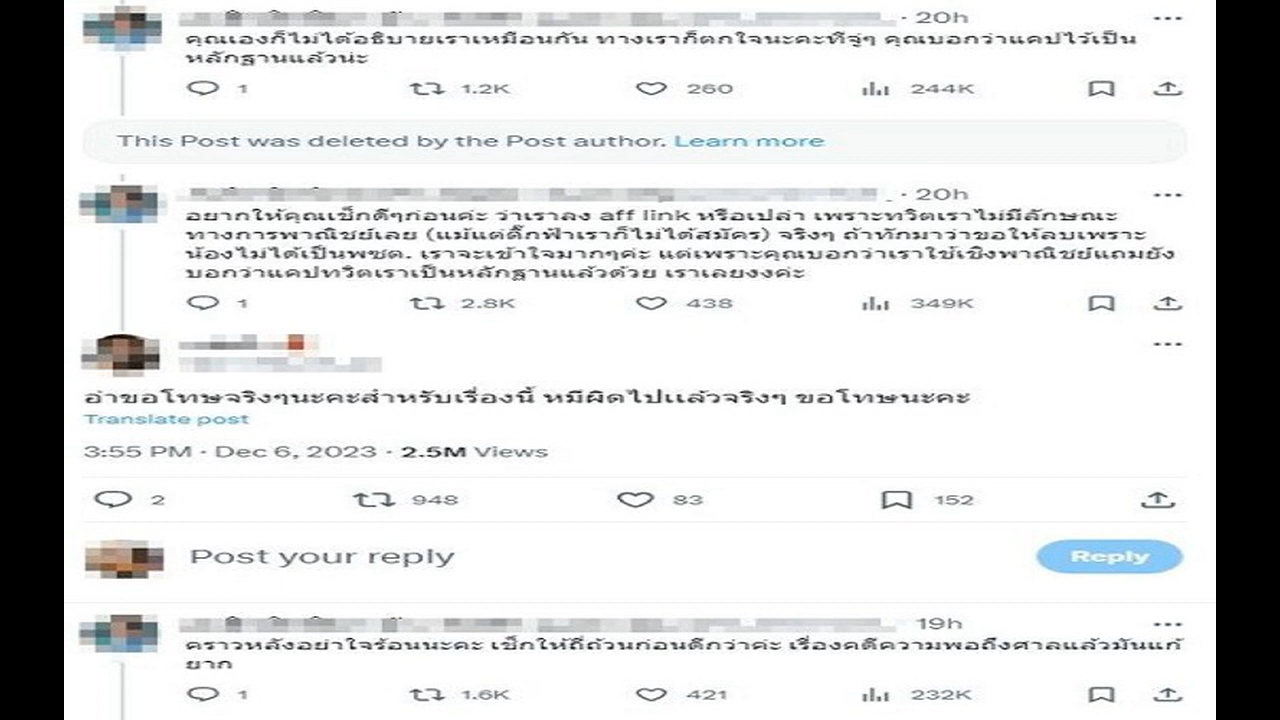 · 20h
คุณเองก็ไม่ได้อธิบายเราเหมือนกัน ทางเราก็ตกใจนะคะที่จู่ๆ คุณบอกว่าแคปไว้เป็น
หลักฐานแล้วน่ะ
1 1.2K 260 244K
This Post was deleted by the Post author. Learn more
· 20h
อยากให้คุณเช็กดีๆก่อนค่ะ ว่าเราลง aff link หรือเปล่า เพราะทวิตเราไม่มีลักษณะ
ทางการพาณิชย์เลย (แม้แต่ติ๊กฟ้าเราก็ไม่ได้สมัคร) จริงๆ ถ้าทักมาว่าขอให้ลบเพราะ
น้องไม่ได้เป็นพชต. เราจะเข้าใจมากๆค่ะ แต่เพราะคุณบอกว่าเราใช้เชิงพาณิชย์แถมยัง
บอกว่าแคปทวิตเราเป็นหลักฐานแล้วด้วย เราเลยงงค่ะ
1 2.8K 438 349K
อ๋าขอโทษจริงๆนะคะสำหรับเรื่องนี้ หมีผิดไปแล้วจริงๆ ขอโทษนะคะ
Translate post
3:55 PM · Dec 6, 2023 · 2.5M Views
2 948 83 152
Post your reply
Reply
19h
คราวหลังอย่าใจร้อนนะคะ เช็กให้ถี่ถ้วนก่อนดีกว่าค่ะ เรื่องคดีความพอถึงศาลแล้วมันแก้
ยาก
1 1.6K 421 232K